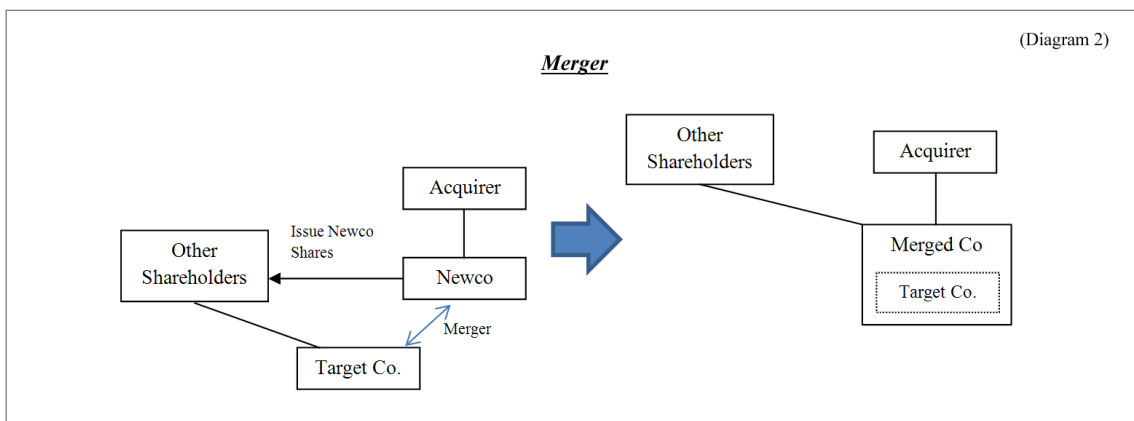 (Diagram 2)
Merger
Acquirer
Issue Newco
Shares
Other
Shareholders
Newco
Merger
Target Co.
Other
Shareholders
Acquirer
Merged Co
Target Co.